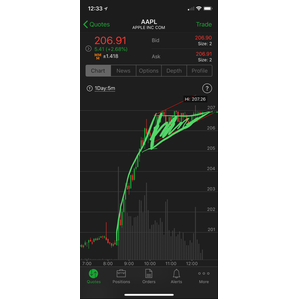 12:33
Quotes
AAPL
APPLE INC COM
Trade
206.91
5.41 (+2.69%)
±1.418
Bid
206.90
Size: 2
Ask
206.91
Size: 2
Chart
News
Options
Depth
Profile
1Day:5m
?
Hi: 207.26
207
206
205
204
203
202
201
7:00
8:00
9:00
10:00
11:00
12:00
Quotes
Positions
Orders
Alerts
More